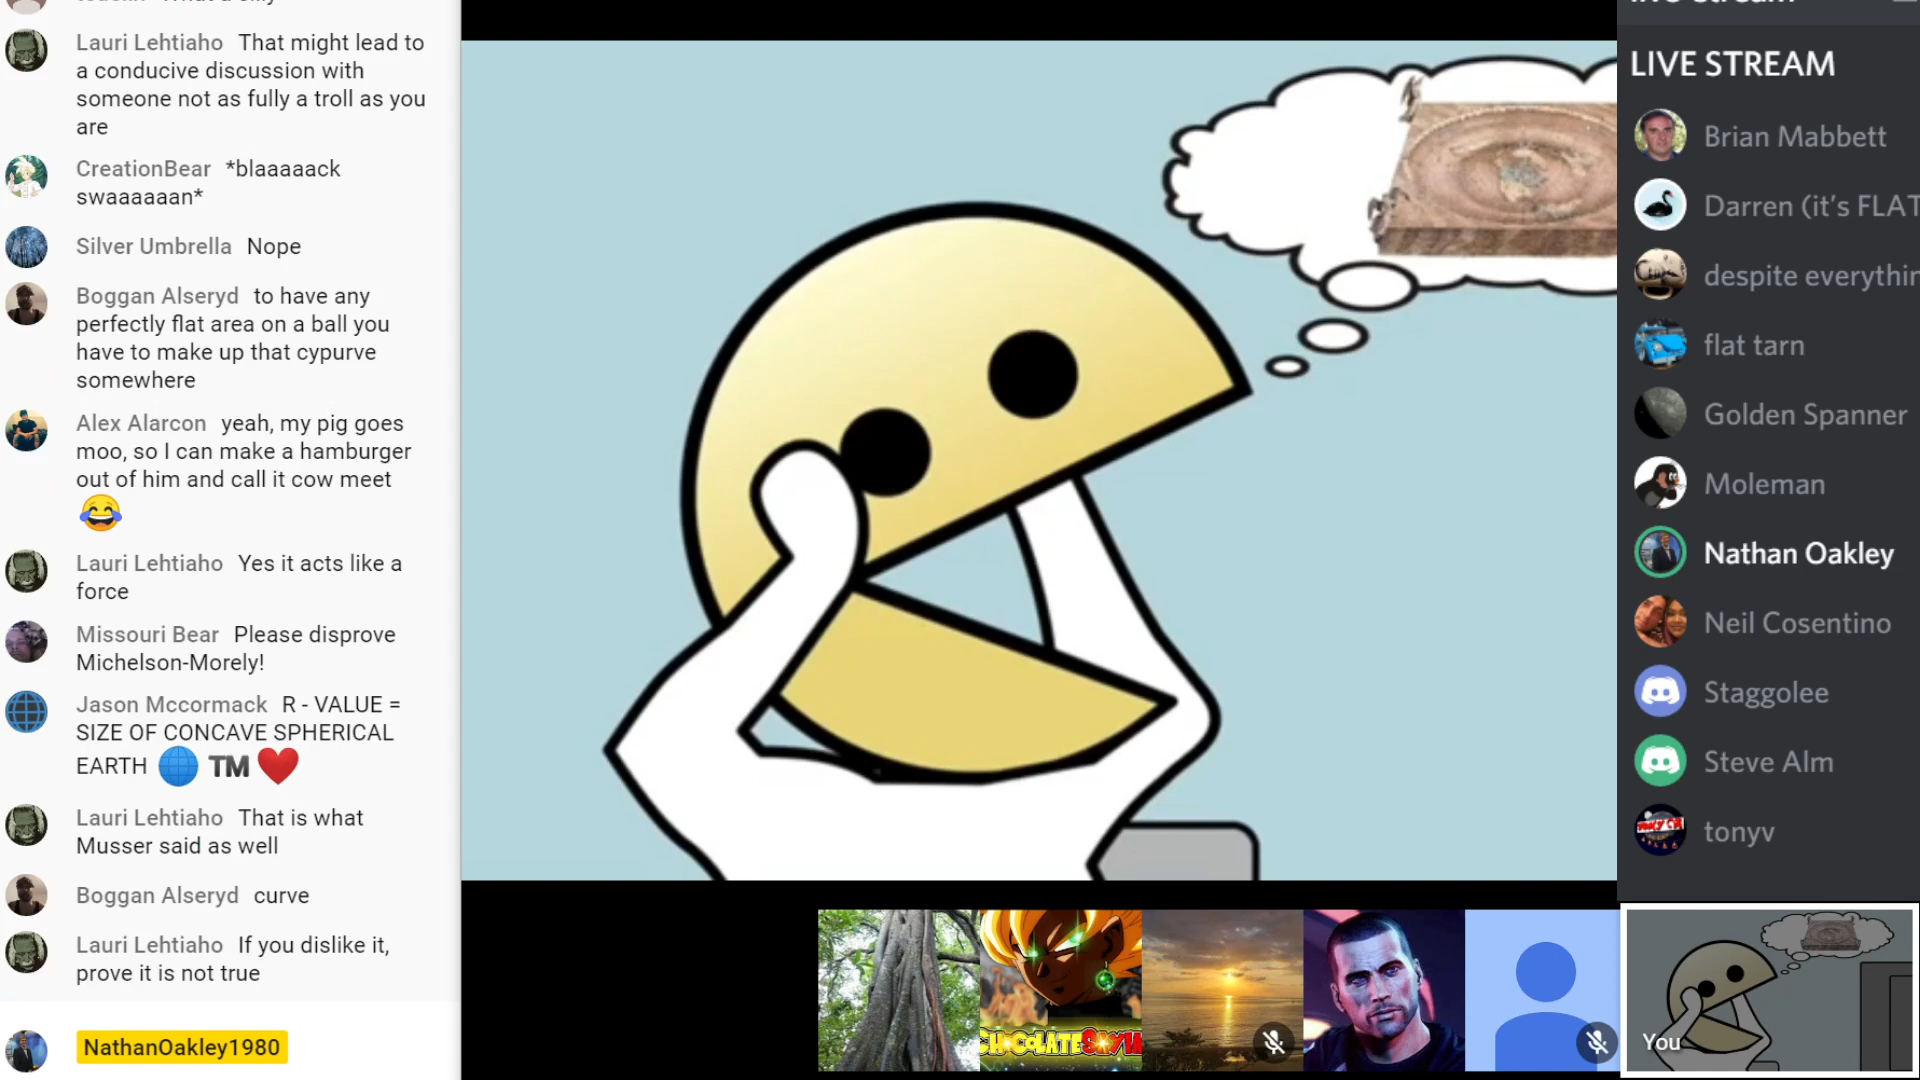 Lauri Lehtiaho That might lead to
a conducive discussion with
someone not as fully a troll as you
are
CreationBear *blaaaaack
swaaaaaan*
Silver Umbrella Nope
Boggan Alseryd to have any
perfectly flat area on a ball you
have to make up that cypurve
somewhere
Alex Alarcon yeah, my pig goes
moo, so I can make a hamburger
out of him and call it cow meet
😂
Lauri Lehtiaho Yes it acts like a
force
Missouri Bear Please disprove
Michelson-Morely!
Jason Mccormack R - VALUE =
SIZE OF CONCAVE SPHERICAL
EARTH 🌐 ™️ ❤️
Lauri Lehtiaho That is what
Musser said as well
Boggan Alseryd curve
Lauri Lehtiaho If you dislike it,
prove it is not true
NathanOakley1980
LIVE STREAM
Brian Mabbett
Darren (it's FLAT
despite everythin
flat tarn
Golden Spanner
Moleman
Nathan Oakley
Neil Cosentino
Staggolee
Steve Alm
tonyv
You